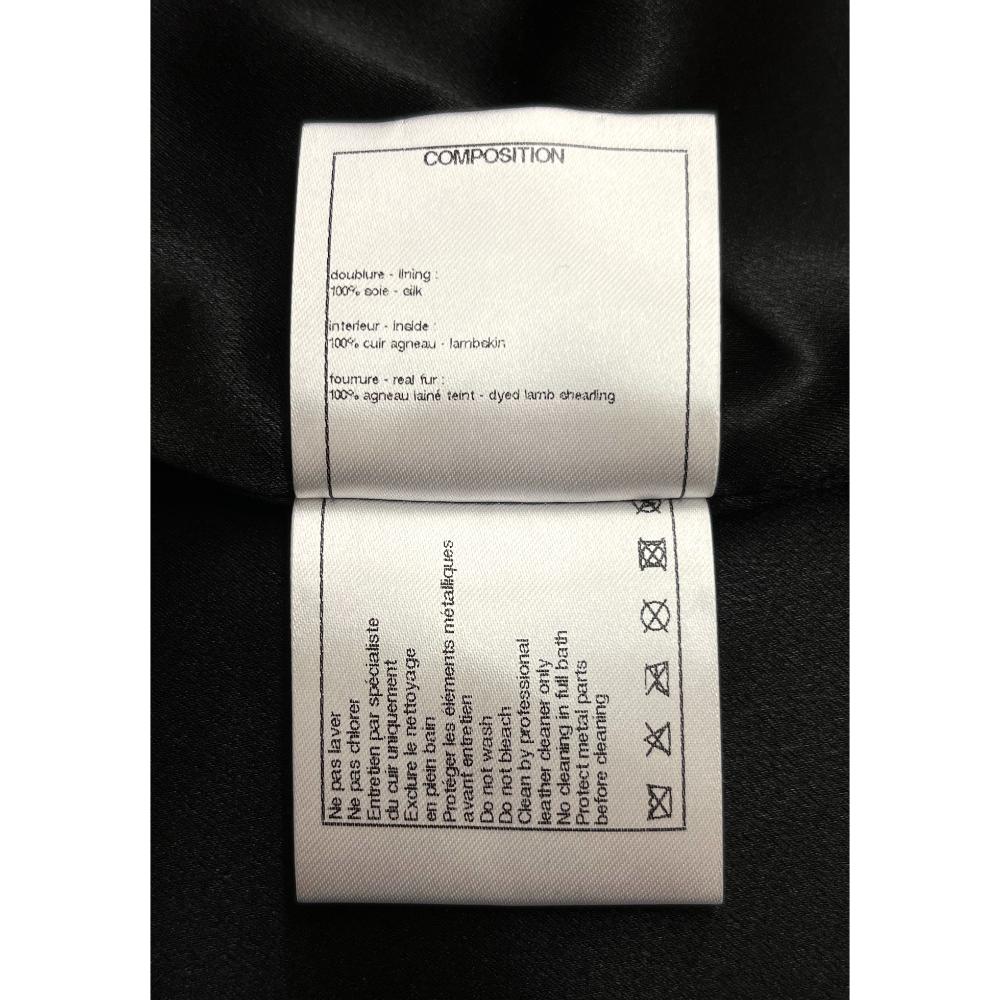 COMPOSITION
doublure - lining :
100% soie - silk
interieur - inside :
100% cuir agneau - lambskin
fourrure - real fur :
100% agneau lainé teint - dyed lamb shearling
Ne pas laver
Ne pas chlorer
Entretien par spécialiste
du cuir uniquement
Exclure le nettoyage
en plein bain
Protéger les elements métalliques
avant entretien
Do not wash
Do not bleach
Clean by professional
leather cleaner only
No cleaning in full bath
Protect metal parts
before cleaning